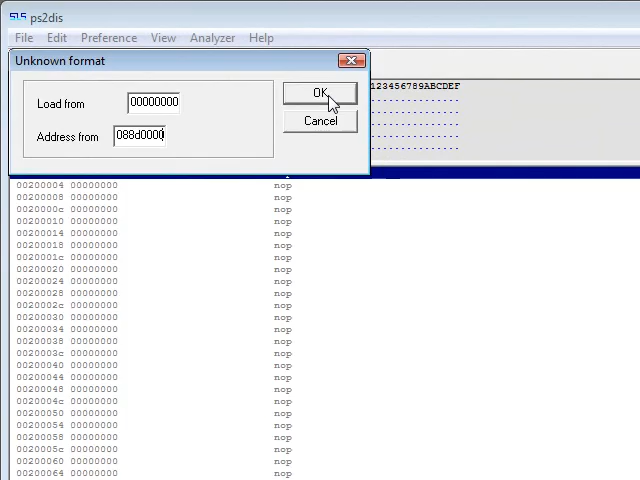 SLS ps2dis
File Edit Preference View Analyzer Help
Unknown format
Load from 00000000 OK
Address from 088d0000 Cancel
123456789ABCDEF
00200004 00000000 nop
00200008 00000000 nop
0020000c 00000000 nop
00200010 00000000 nop
00200014 00000000 nop
00200018 00000000 nop
0020001c 00000000 nop
00200020 00000000 nop
00200024 00000000 nop
00200028 00000000 nop
0020002c 00000000 nop
00200030 00000000 nop
00200034 00000000 nop
00200038 00000000 nop
0020003c 00000000 nop
00200040 00000000 nop
00200044 00000000 nop
00200048 00000000 nop
0020004c 00000000 nop
00200050 00000000 nop
00200054 00000000 nop
00200058 00000000 nop
0020005c 00000000 nop
00200060 00000000 nop
00200064 00000000 nop